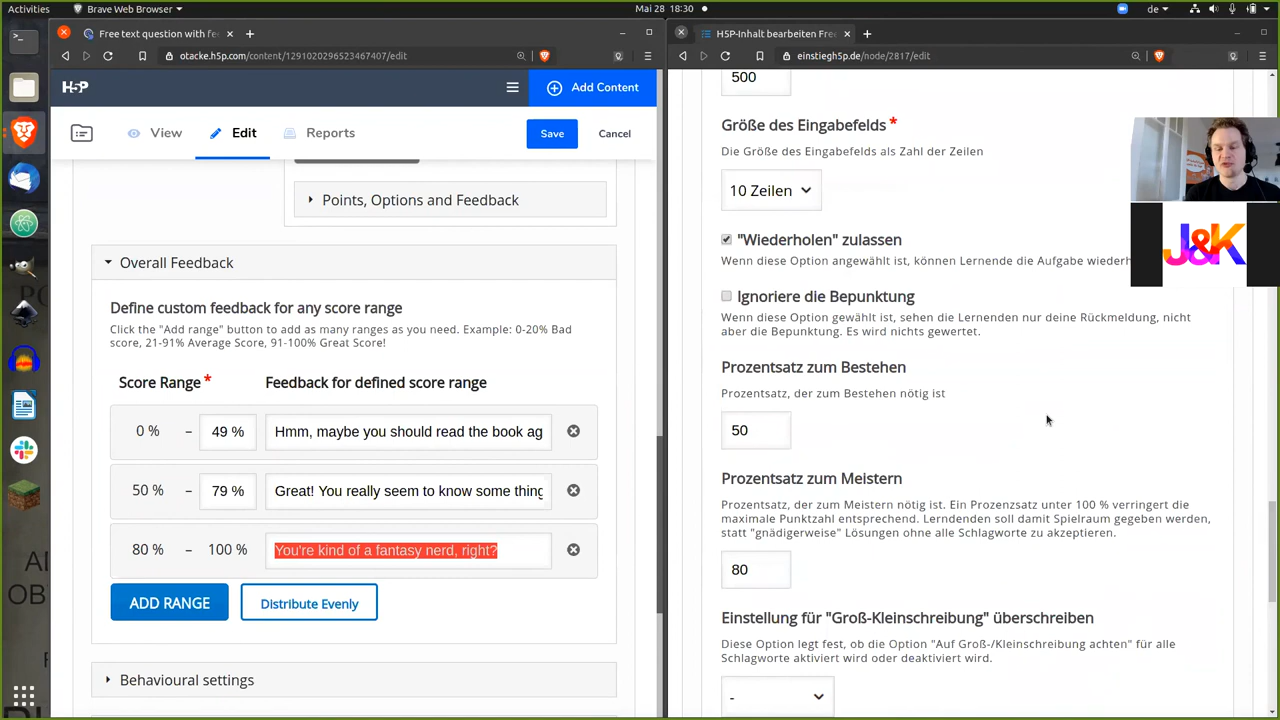 Activities
Brave Web Browser
Mai 28 18:30
de
Free text question with fe
otacke.h5p.com/content/1291020296523467407/edit
H-P
Add Content
View
Edit
Reports
Save
Cancel
Points, Options and Feedback
Overall Feedback
Define custom feedback for any score range
Click the "Add range" button to add as many ranges as you need. Example: 0-20% Bad
score, 21-91% Average Score, 91-100% Great Score!
Score Range *
Feedback for defined score range
0 % – 49 %
Hmm, maybe you should read the book ag
50 % – 79 %
Great! You really seem to know some thing
80 % – 100 %
You're kind of a fantasy nerd, right?
ADD RANGE
Distribute Evenly
Behavioural settings
H5P-Inhalt bearbeiten Free
einstiegh5p.de/node/2817/edit
500
Größe des Eingabefelds *
Die Größe des Eingabefelds als Zahl der Zeilen
10 Zeilen
"Wiederholen" zulassen
Wenn diese Option angewählt ist, können Lernende die Aufgabe wiederh
Ignoriere die Bepunktung
Wenn diese Option gewählt ist, sehen die Lernenden nur deine Rückmeldung, nicht
aber die Bepunktung. Es wird nichts gewertet.
Prozentsatz zum Bestehen
Prozentsatz, der zum Bestehen nötig ist
50
Prozentsatz zum Meistern
Prozentsatz, der zum Meistern nötig ist. Ein Prozenzsatz unter 100 % verringert die
maximale Punktzahl entsprechend. Lerndenden soll damit Spielraum gegeben werden,
statt "gnädigerweise" Lösungen ohne alle Schlagworte zu akzeptieren.
80
Einstellung für "Groß-Kleinschreibung" überschreiben
Diese Option legt fest, ob die Option "Auf Groß-/Kleinschreibung achten" für alle
Schlagworte aktiviert wird oder deaktiviert wird.
-
J&K